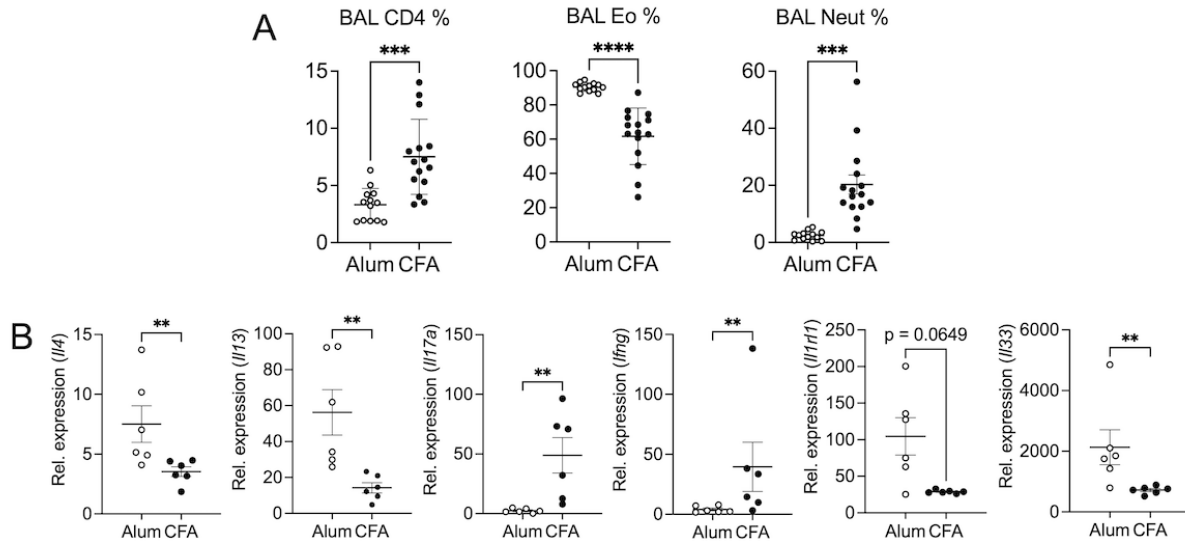 A
BAL CD4 %
BAL Eo %
BAL Neut %
***
****
***
15
10
5
0
Alum CFA
100
80
60
40
20
0
Alum CFA
60
40
20
0
Alum CFA
B
Rel. expression (Il4)
**
15
10
5
0
Alum CFA
Rel. expression (Il13)
**
100
80
60
40
20
0
Alum CFA
Rel. expression (Il17a)
**
150
100
50
0
Alum CFA
Rel. expression (Ifng)
**
150
100
50
0
Alum CFA
Rel. expression (Il1rl1)
p = 0.0649
250
200
150
100
50
0
Alum CFA
Rel. expression (Il33)
**
6000
4000
2000
0
Alum CFA